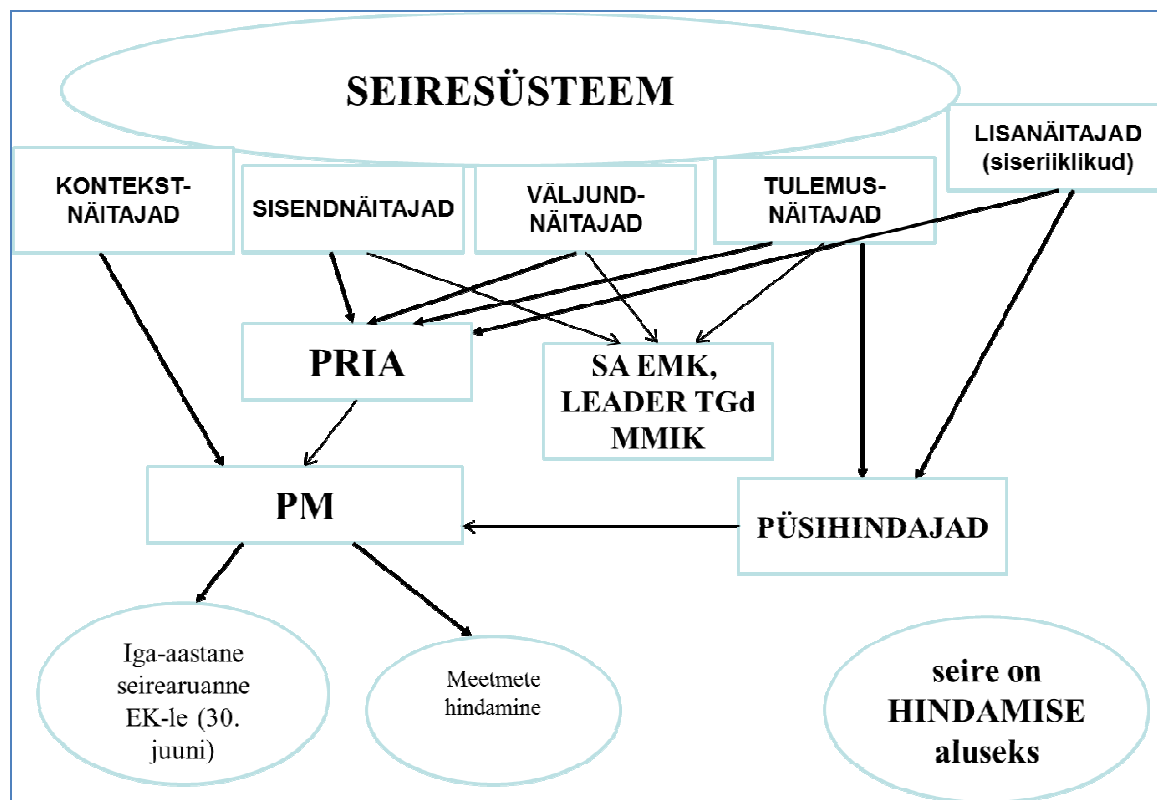 SEIRESÜSTEEM
LISANÄITAJAD
(siseriiklikud)
KONTEKST-
NÄITAJAD
SISENDNÄITAJAD
VÄLJUND-
NÄITAJAD
TULEMUS-
NÄITAJAD
PRIA
SA EMK,
LEADER TGd
MMIK
PM
PÜSIHINDAJAD
Iga-aastane
seirearuanne
EK-le (30.
juuni)
Meetmete
hindamine
seire on
HINDAMISE
aluseks